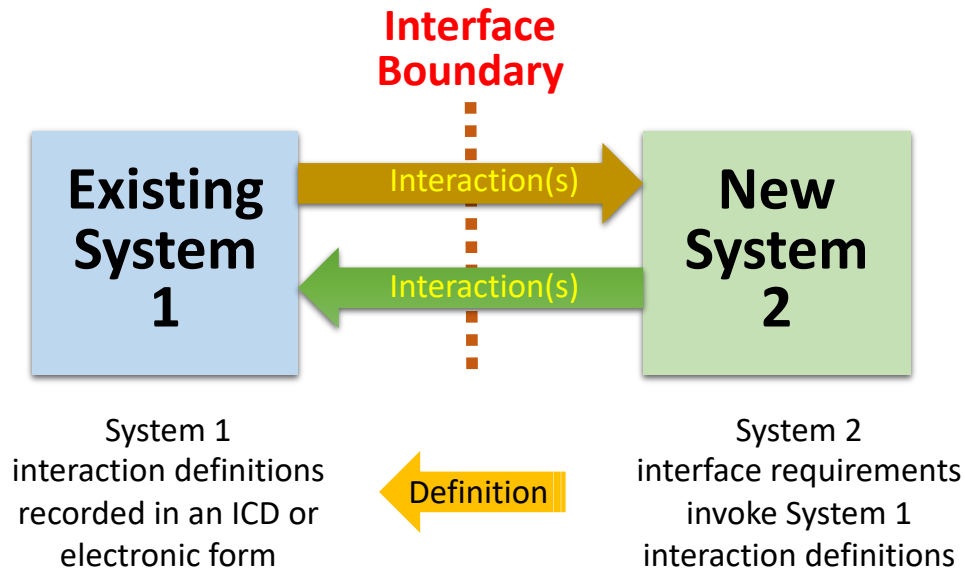 Interface
Boundary
Existing
System
1
Interaction(s)
Interaction(s)
New
System
2
System 1
interaction definitions
recorded in an ICD or
electronic form
Definition
System 2
interface requirements
invoke System 1
interaction definitions